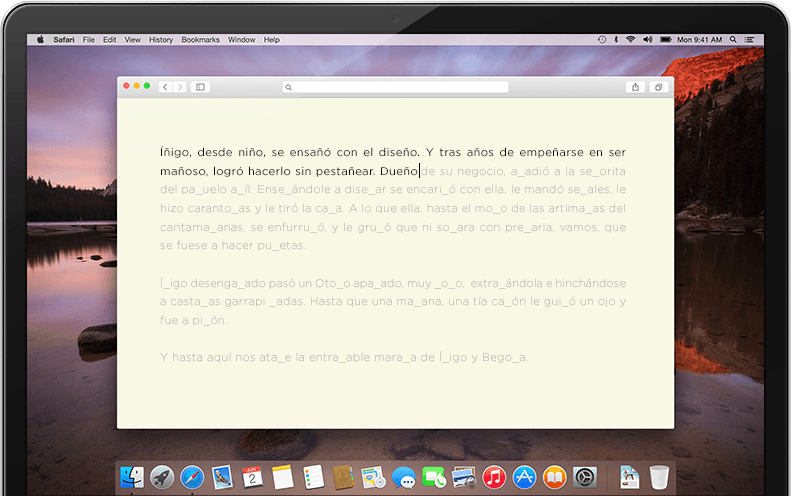 Safari File Edit View History Bookmarks Window Help Mon 9:41 AM
Íñigo, desde niño, se ensañó con el diseño. Y tras años de empeñarse en ser
mañoso, logró hacerlo sin pestañear. Dueño de su negocio, a_adió a la se_orita
del pa_uelo a_íl. Ense_ándole a dise_ar se encari_ó con ella, le mandó se_ales, le
hizo caranto_as y le tiró la ca_a. A lo que ella, hasta el mo_o de las artima_as del
cantama_anas, se enfurru_ó, y le gru_ó que ni so_ara con pre_arla, vamos, que
se fuese a hacer pu_etas.
Í_igo desenga_ado pasó un Oto_o apa_ado, muy _o_o, extra_ándola e hinchándose
a casta_as garrapi _adas. Hasta que una ma_ana, una tía ca_ón le gui_ó un ojo y
fue a pi_ón.
Y hasta aquí nos ata_e la entra_able mara_a de Í_igo y Bego_a.
JUN
2